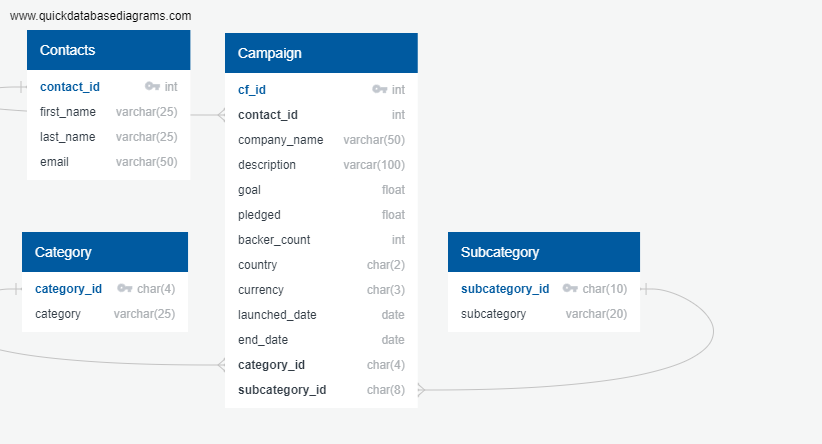 www.quickdatabasediagrams.com
Contacts
contact_id int
first_name varchar(25)
last_name varchar(25)
email varchar(50)
Campaign
cf_id int
contact_id int
company_name varchar(50)
description varcar(100)
goal float
pledged float
backer_count int
country char(2)
currency char(3)
launched_date date
end_date date
category_id char(4)
subcategory_id char(8)
Category
category_id char(4)
category varchar(25)
Subcategory
subcategory_id char(10)
subcategory varchar(20)